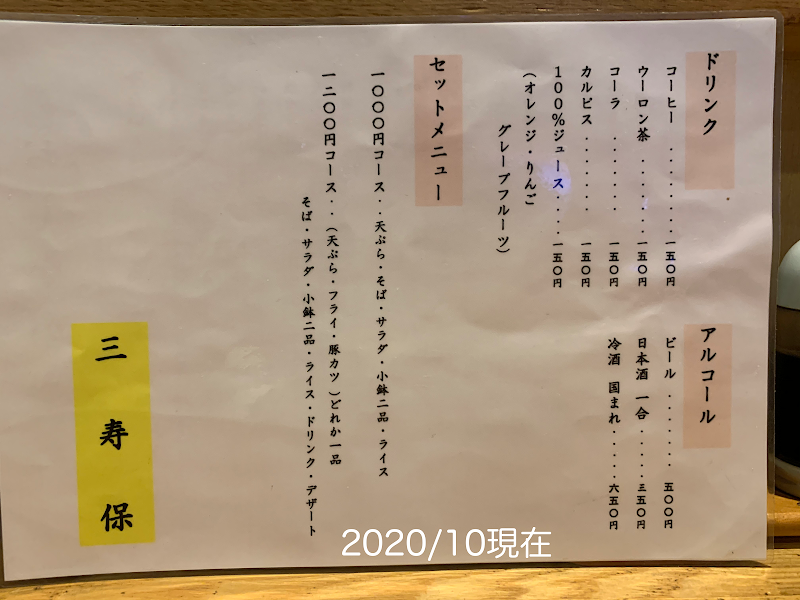 ドリンク
コーヒー ・・・・・・・・・一五〇円
ウーロン茶 ・・・・・・・・一五〇円
コーラ ・・・・・・・・一五〇円
カルピス ・・・・・・・・一五〇円
100%ジュース・・・・・一五〇円
(オレンジ・りんご
グレープフルーツ)
アルコール
ビール ・・・・・・・・五〇〇円
日本酒 一合 ・・・・・・三五〇円
冷酒 国まれ・・・・・・六五〇円
セットメニュー
一〇〇〇円コース・・天ぷら・そば・サラダ・小鉢二品・ライス
一二〇〇円コース・・(天ぷら・フライ・豚カツ)どれか一品
そば・サラダ・小鉢二品・ライス・ドリンク・デザート
三寿保
2020/10現在